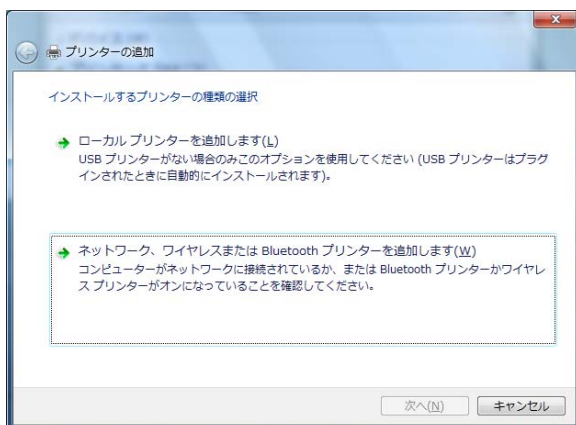 プリンターの追加
インストールするプリンターの種類の選択
ローカル プリンターを追加します(L)
USB プリンターがない場合のみこのオプションを使用してください (USB プリンターはプラグ
インされたときに自動的にインストールされます)。
ネットワーク、ワイヤレスまたは Bluetooth プリンターを追加します(W)
コンピューターがネットワークに接続されているか、または Bluetooth プリンターかワイヤレ
ス プリンターがオンになっていることを確認してください。
次へ(N)
キャンセル